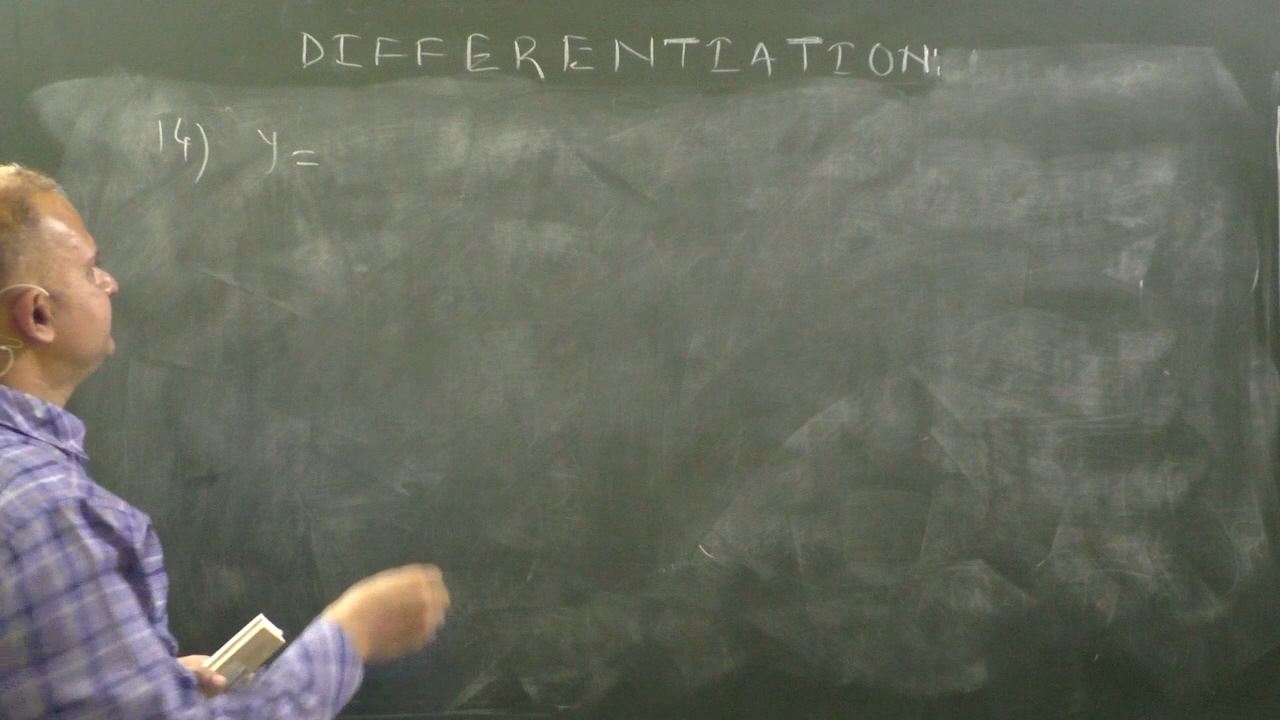 DIFFERENTIATION:
14) y =